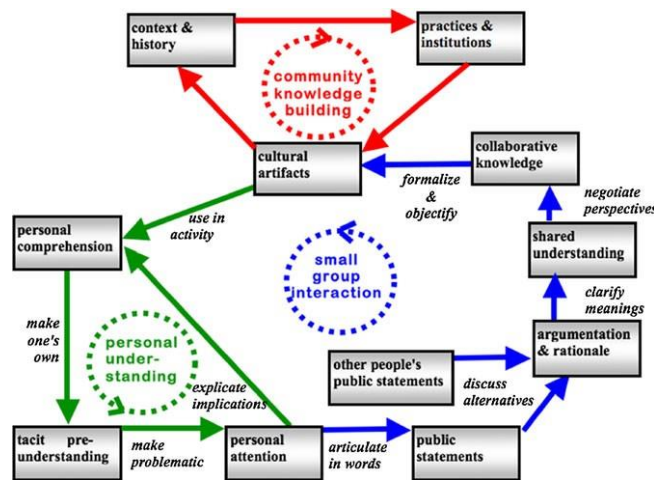 context &
history
practices &
institutions
community
knowledge
building
cultural
artifacts
collaborative
knowledge
formalize
&
objectify
negotiate
perspectives
use in
activity
personal
comprehension
shared
understanding
small
group
interaction
clarify
meanings
make
one's
own
personal
under-
standing
argumentation
& rationale
other people's
public statements
discuss
alternatives
explicate
implications
tacit pre-
understanding
make
problematic
personal
attention
articulate
in words
public
statements